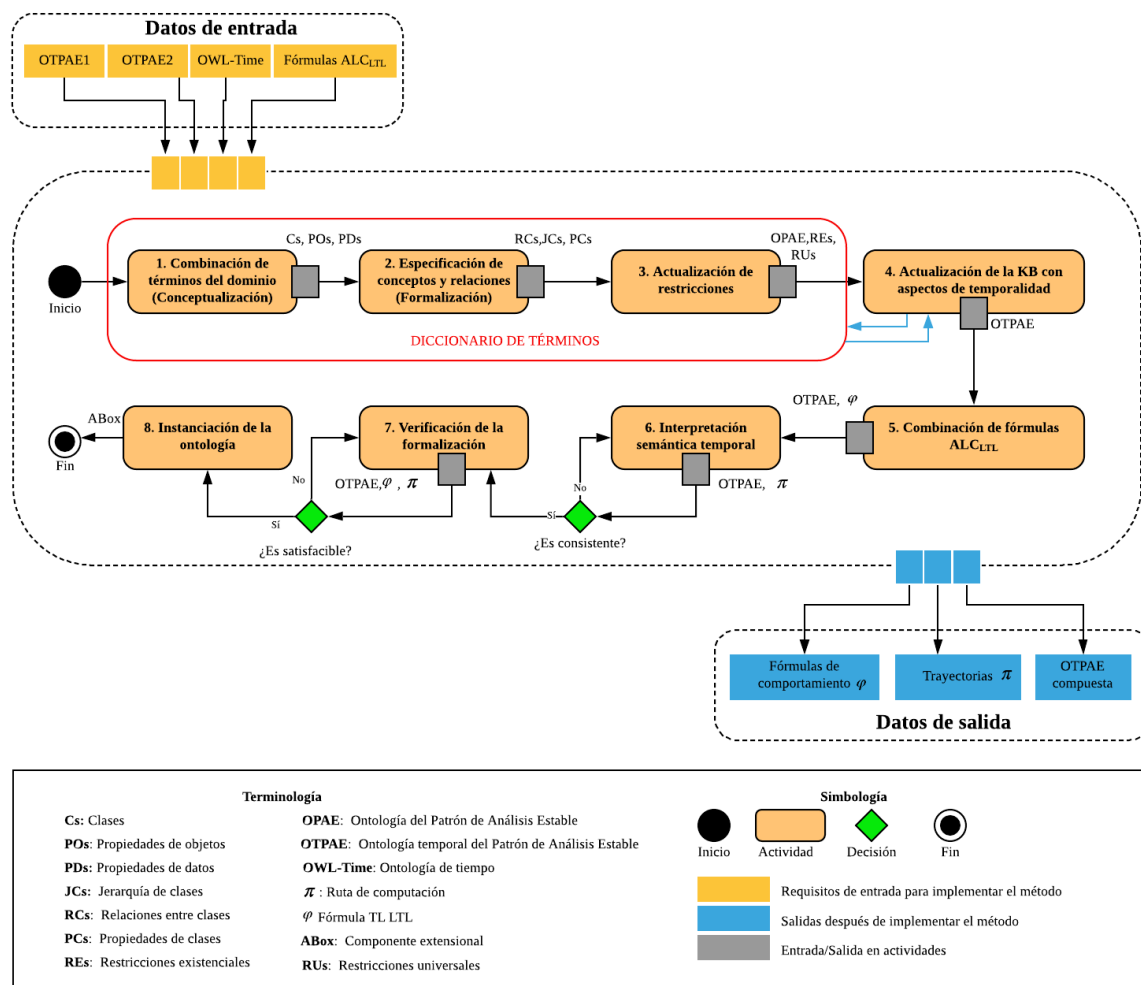 Datos de entrada
OTPAE1
OTPAE2
OWL-Time
Fórmulas ALC_LTL
Cs, POs, PDs
RCs,JCs, PCs
OPAE,REs,
RUs
Inicio
1. Combinación de
términos del dominio
(Conceptualización)
2. Especificación de
conceptos y relaciones
(Formalización)
3. Actualización de
restricciones
4. Actualización de la KB con
aspectos de temporalidad
OTPAE
DICCIONARIO DE TÉRMINOS
OTPAE, φ
ABox
Fin
8. Instanciación de la
ontología
7. Verificación de la
formalización
6. Interpretación
semántica temporal
5. Combinación de fórmulas
ALC_LTL
No
OTPAE,φ , π
Sí
¿Es satisfacible?
No
OTPAE, π
Sí
¿Es consistente?
Fórmulas de
comportamiento φ
Trayectorias π
OTPAE
compuesta
Datos de salida
Terminología
Cs: Clases
POs: Propiedades de objetos
PDs: Propiedades de datos
JCs: Jerarquía de clases
RCs: Relaciones entre clases
PCs: Propiedades de clases
REs: Restricciones existenciales
OPAE: Ontología del Patrón de Análisis Estable
OTPAE: Ontología temporal del Patrón de Análisis Estable
OWL-Time: Ontología de tiempo
π : Ruta de computación
φ Fórmula TL LTL
ABox: Componente extensional
RUs: Restricciones universales
Simbología
Inicio
Actividad
Decisión
Fin
Requisitos de entrada para implementar el método
Salidas después de implementar el método
Entrada/Salida en actividades